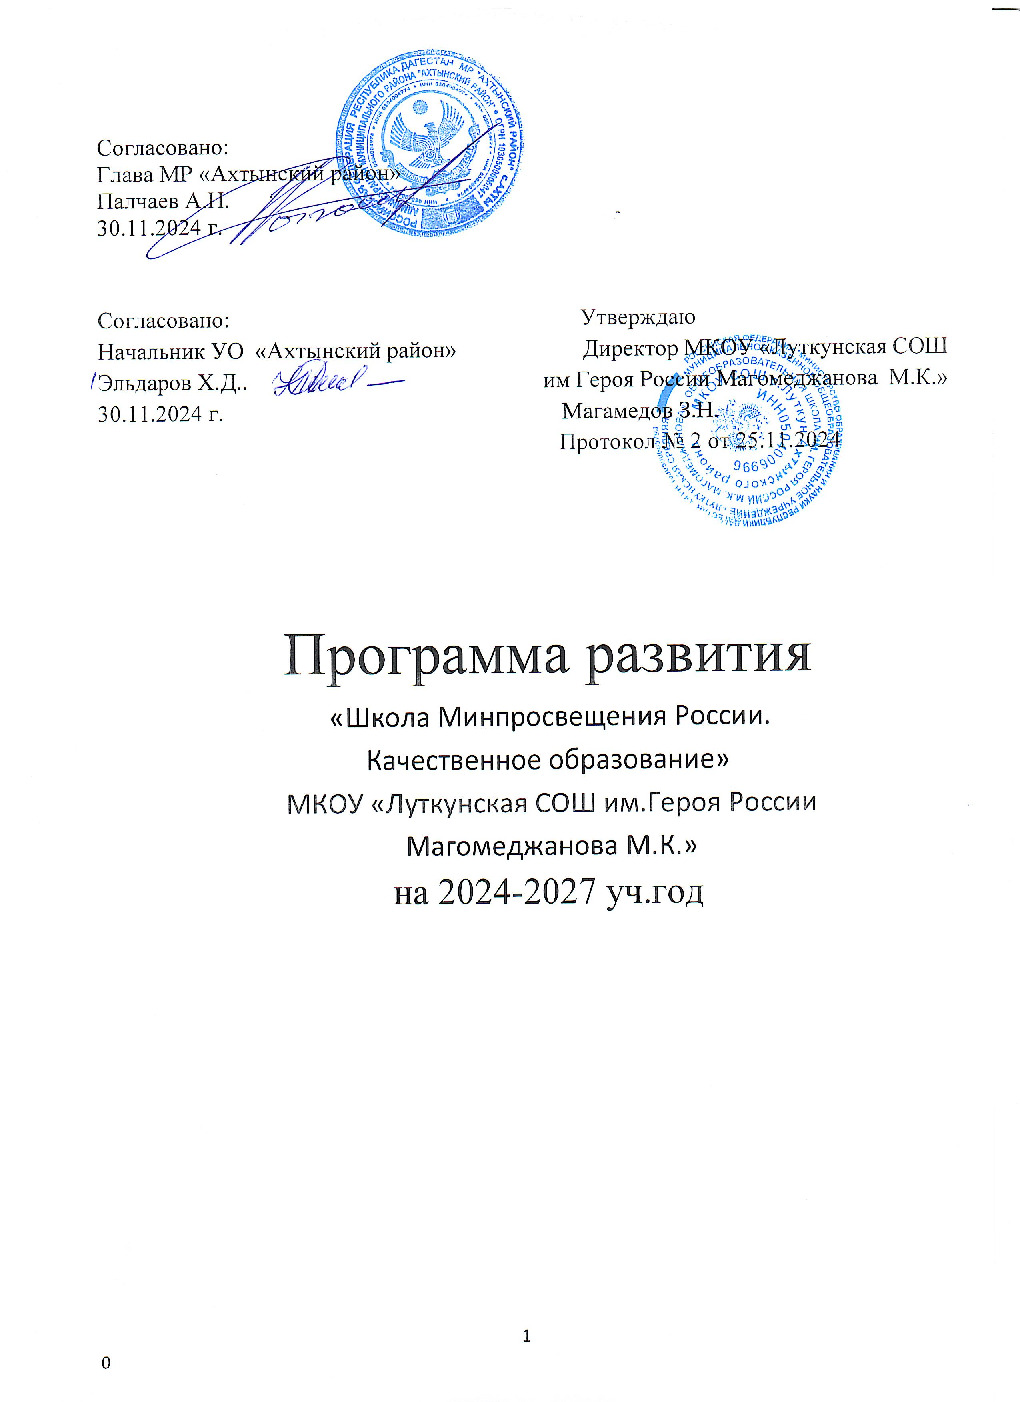 Согласовано:
Глава МР «Ахтынский район»
Палчаев А.Н.
30.11.2024 г.
Согласовано:
Начальник УО «Ахтынский район»
Эльдаров Х.Д..
30.11.2024 г.
Утверждаю
Директор МКОУ «Луткунская СОШ
им Героя России Магомеджанова М.К.»
Магамедов З.Н.
Протокол № 2 от 25.11.2024
Программа развития
«Школа Минпросвещения России.
Качественное образование»
МКОУ «Луткунская СОШ им.Героя России
Магомеджанова М.К.»
на 2024-2027 уч.год
1
0